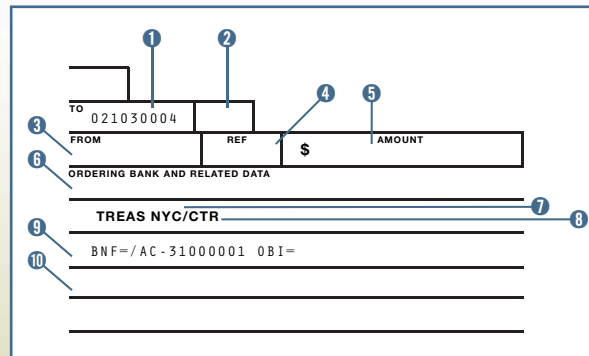 1 2
TO 021030004
4 5
3 FROM REF $ AMOUNT
6 ORDERING BANK AND RELATED DATA
TREAS NYC/CTR 7
8
9 BNF=/AC-31000001 OBI=
10